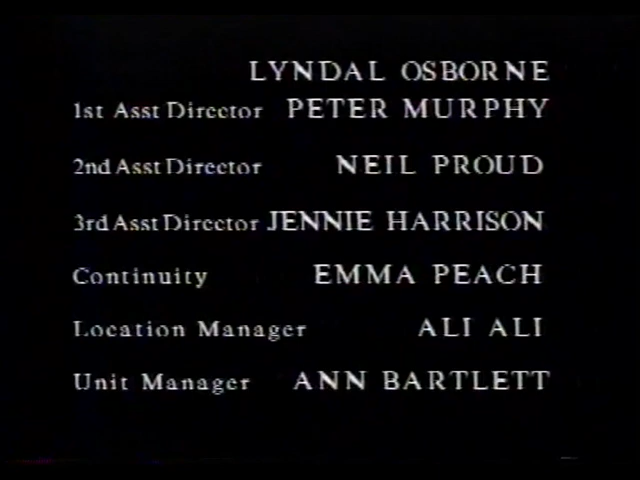 LYNDAL OSBORNE
1st Asst Director PETER MURPHY
2nd Asst Director NEIL PROUD
3rd Asst Director JENNIE HARRISON
Continuity EMMA PEACH
Location Manager ALI ALI
Unit Manager ANN BARTLETT